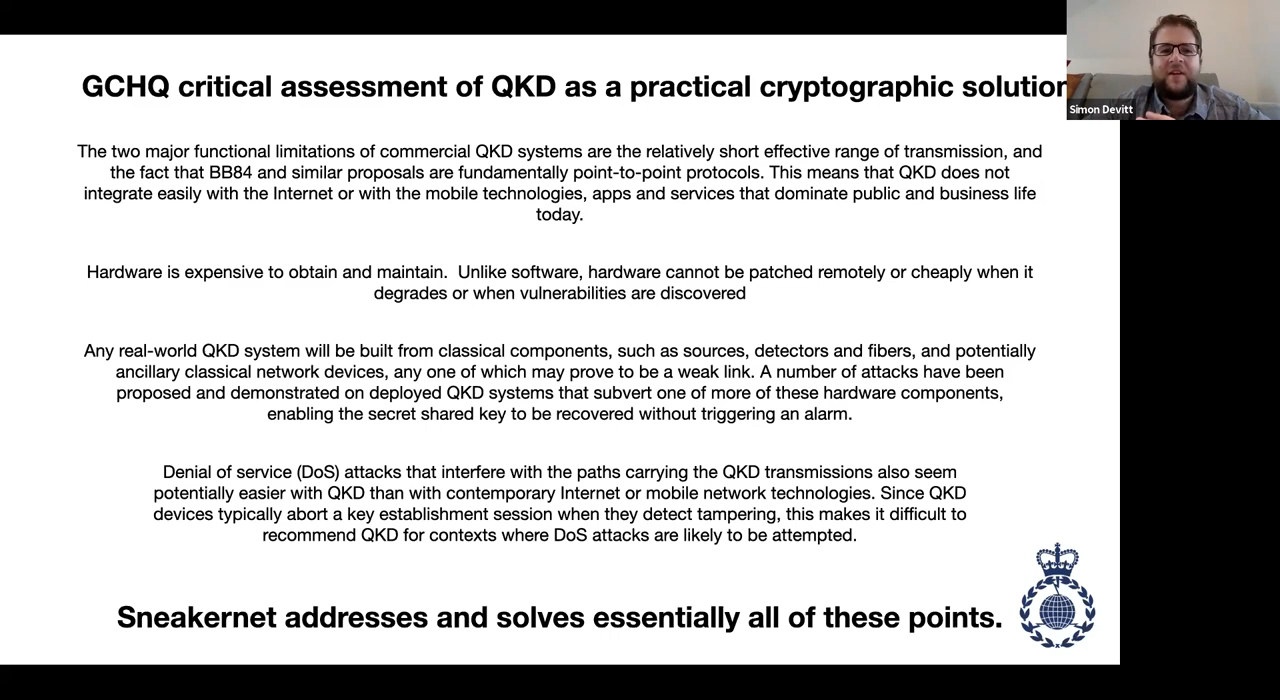 GCHQ critical assessment of QKD as a practical cryptographic solution
Simon Devitt
The two major functional limitations of commercial QKD systems are the relatively short effective range of transmission, and
the fact that BB84 and similar proposals are fundamentally point-to-point protocols. This means that QKD does not
integrate easily with the Internet or with the mobile technologies, apps and services that dominate public and business life
today.
Hardware is expensive to obtain and maintain.  Unlike software, hardware cannot be patched remotely or cheaply when it
degrades or when vulnerabilities are discovered
Any real-world QKD system will be built from classical components, such as sources, detectors and fibers, and potentially
ancillary classical network devices, any one of which may prove to be a weak link. A number of attacks have been
proposed and demonstrated on deployed QKD systems that subvert one of more of these hardware components,
enabling the secret shared key to be recovered without triggering an alarm.
Denial of service (DoS) attacks that interfere with the paths carrying the QKD transmissions also seem
potentially easier with QKD than with contemporary Internet or mobile network technologies. Since QKD
devices typically abort a key establishment session when they detect tampering, this makes it difficult to
recommend QKD for contexts where DoS attacks are likely to be attempted.
Sneakernet addresses and solves essentially all of these points.